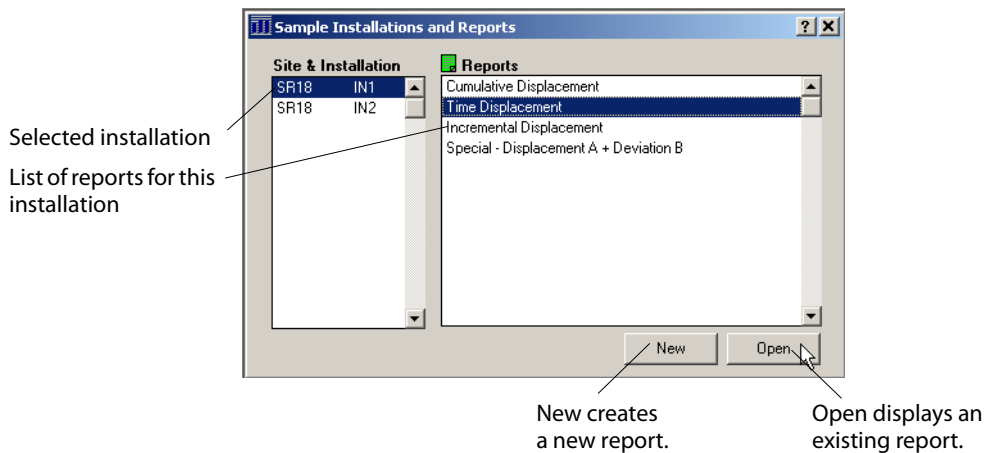 Sample Installations and Reports
Site & Installation
Reports
SR18 IN1
SR18 IN2
Cumulative Displacement
Time Displacement
Incremental Displacement
Special - Displacement A + Deviation B
Selected installation
List of reports for this
installation
New
Open
New creates
a new report.
Open displays an
existing report.